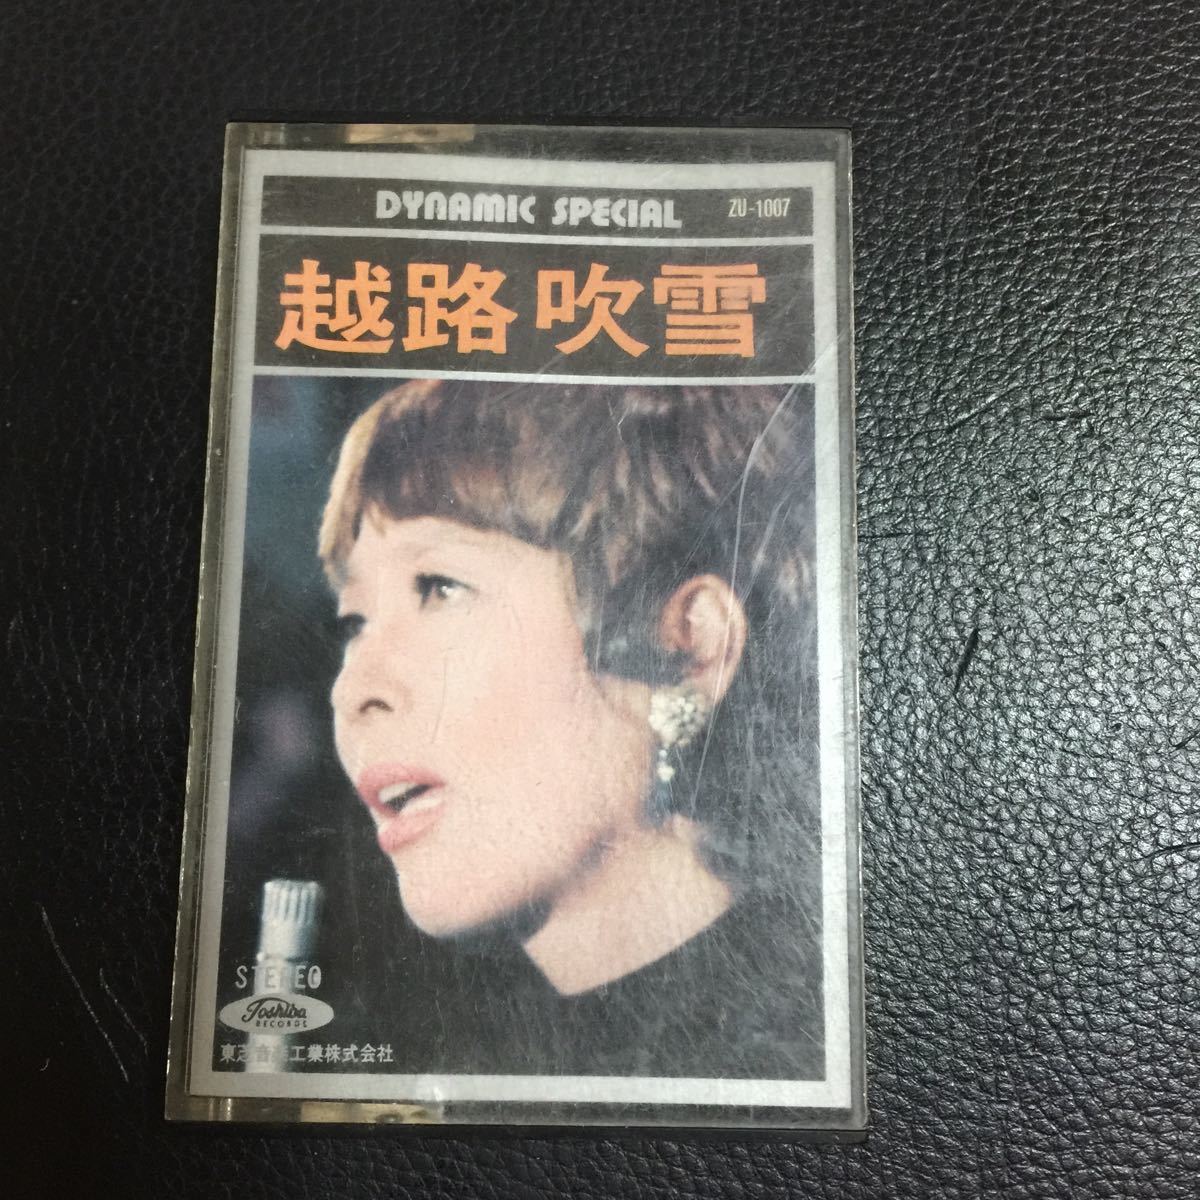 DYNAMIC SPECIAL ZU-1007
越路吹雪
STEREO
Toshiba
RECORDS
東芝音楽工業株式会社